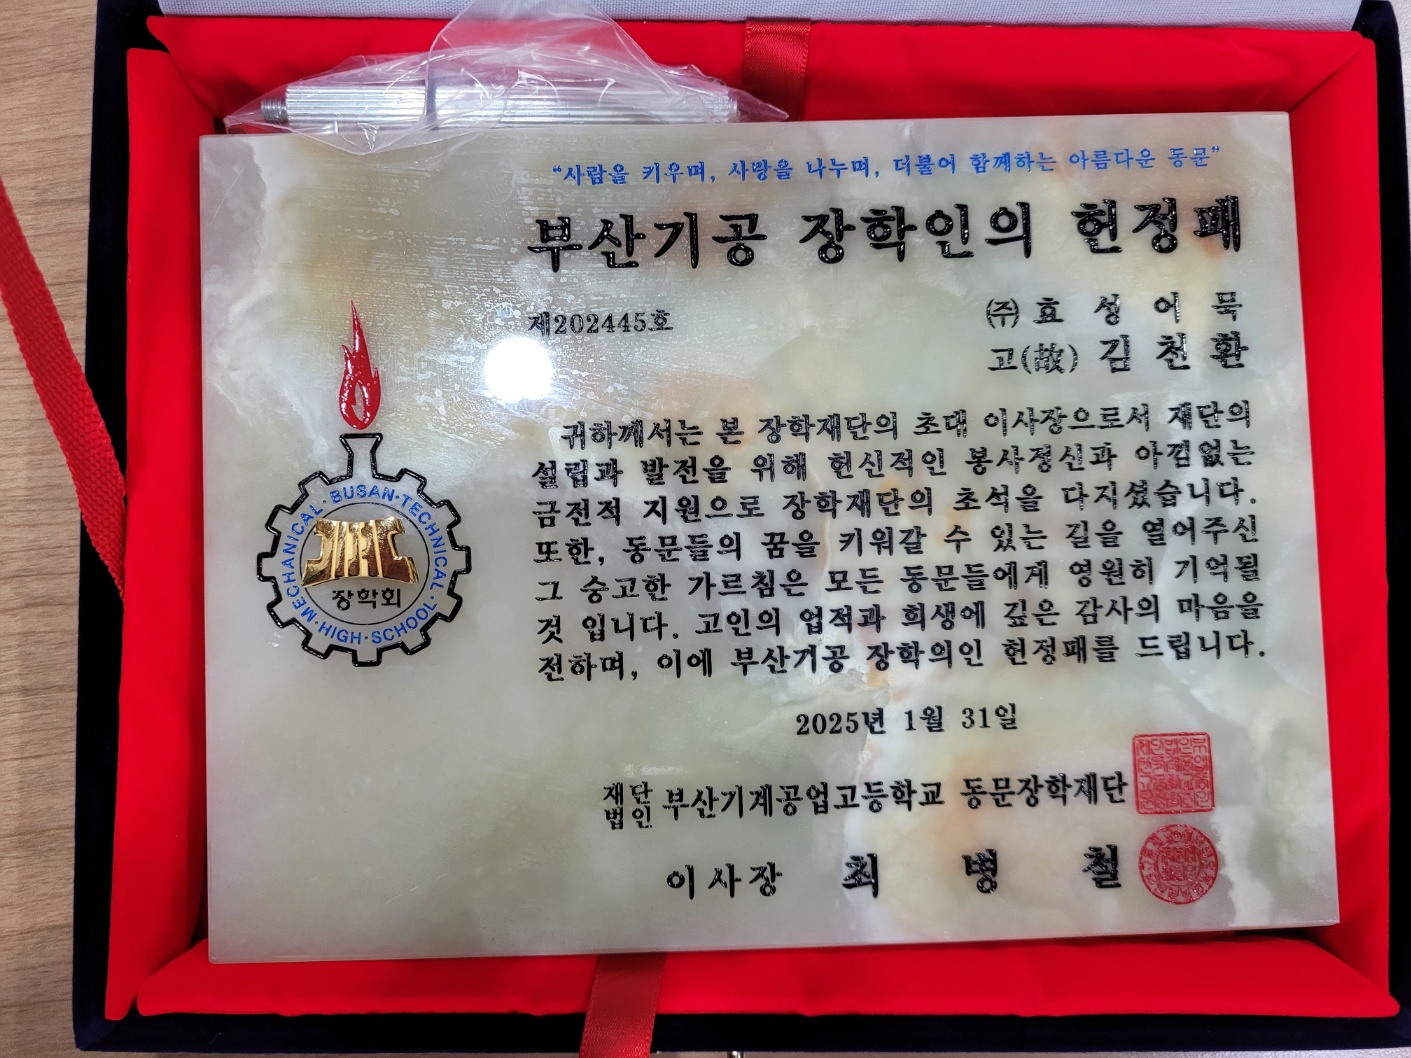 “사람을 키우며, 사랑을 나누며, 더불어 함께하는 아름다운 동문”
부산기공 장학인의 헌정패
제202445호
㈜효성어묵
고(故) 김천환
귀하께서는 본 장학재단의 초대 이사장으로서 재단의
설립과 발전을 위해 헌신적인 봉사정신과 아낌없는
금전적 지원으로 장학재단의 초석을 다지셨습니다.
또한, 동문들의 꿈을 키워갈 수 있는 길을 열어주신
그 숭고한 가르침은 모든 동문들에게 영원히 기억될
것 입니다. 고인의 업적과 희생에 깊은 감사의 마음을
전하며, 이에 부산기공 장학의인 헌정패를 드립니다.
2025년 1월 31일
재단법인 부산기계공업고등학교 동문장학재단
이사장 최병철
BUSAN·TECHNICAL·
MECHANICAL·HIGH·SCHOOL
장학회